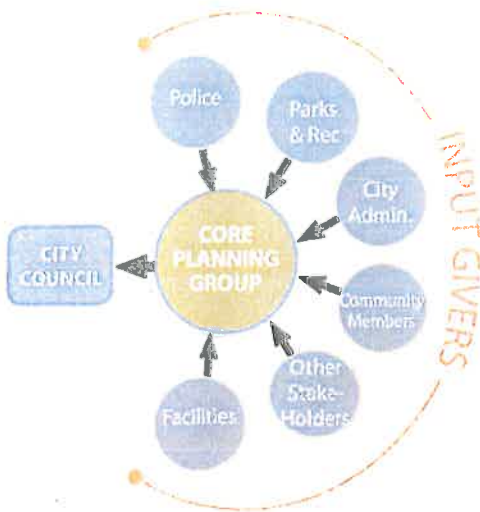 Police
Parks
& Rec
City
Admin.
CORE
PLANNING
GROUP
CITY
COUNCIL
Community
Members
Other
Stake-
Holders
Facilities
INPUT GIVERS